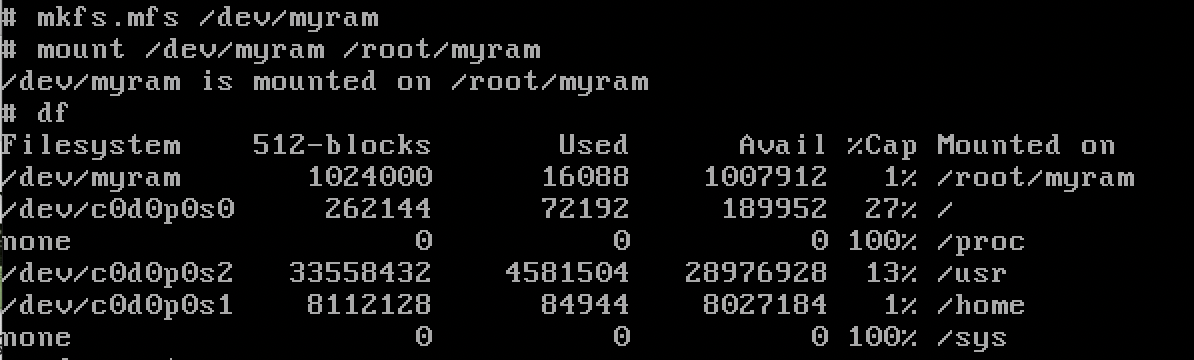 # mkfs.mfs /dev/myram
# mount /dev/myram /root/myram
/dev/myram is mounted on /root/myram
# df
Filesystem    512-blocks       Used      Avail %Cap Mounted on
/dev/myram       1024000      16088    1007912   1% /root/myram
/dev/c0d0p0s0     262144      72192     189952  27% /
none                   0          0          0 100% /proc
/dev/c0d0p0s2   33558432    4581504   28976928  13% /usr
/dev/c0d0p0s1    8112128      84944    8027184   1% /home
none                   0          0          0 100% /sys